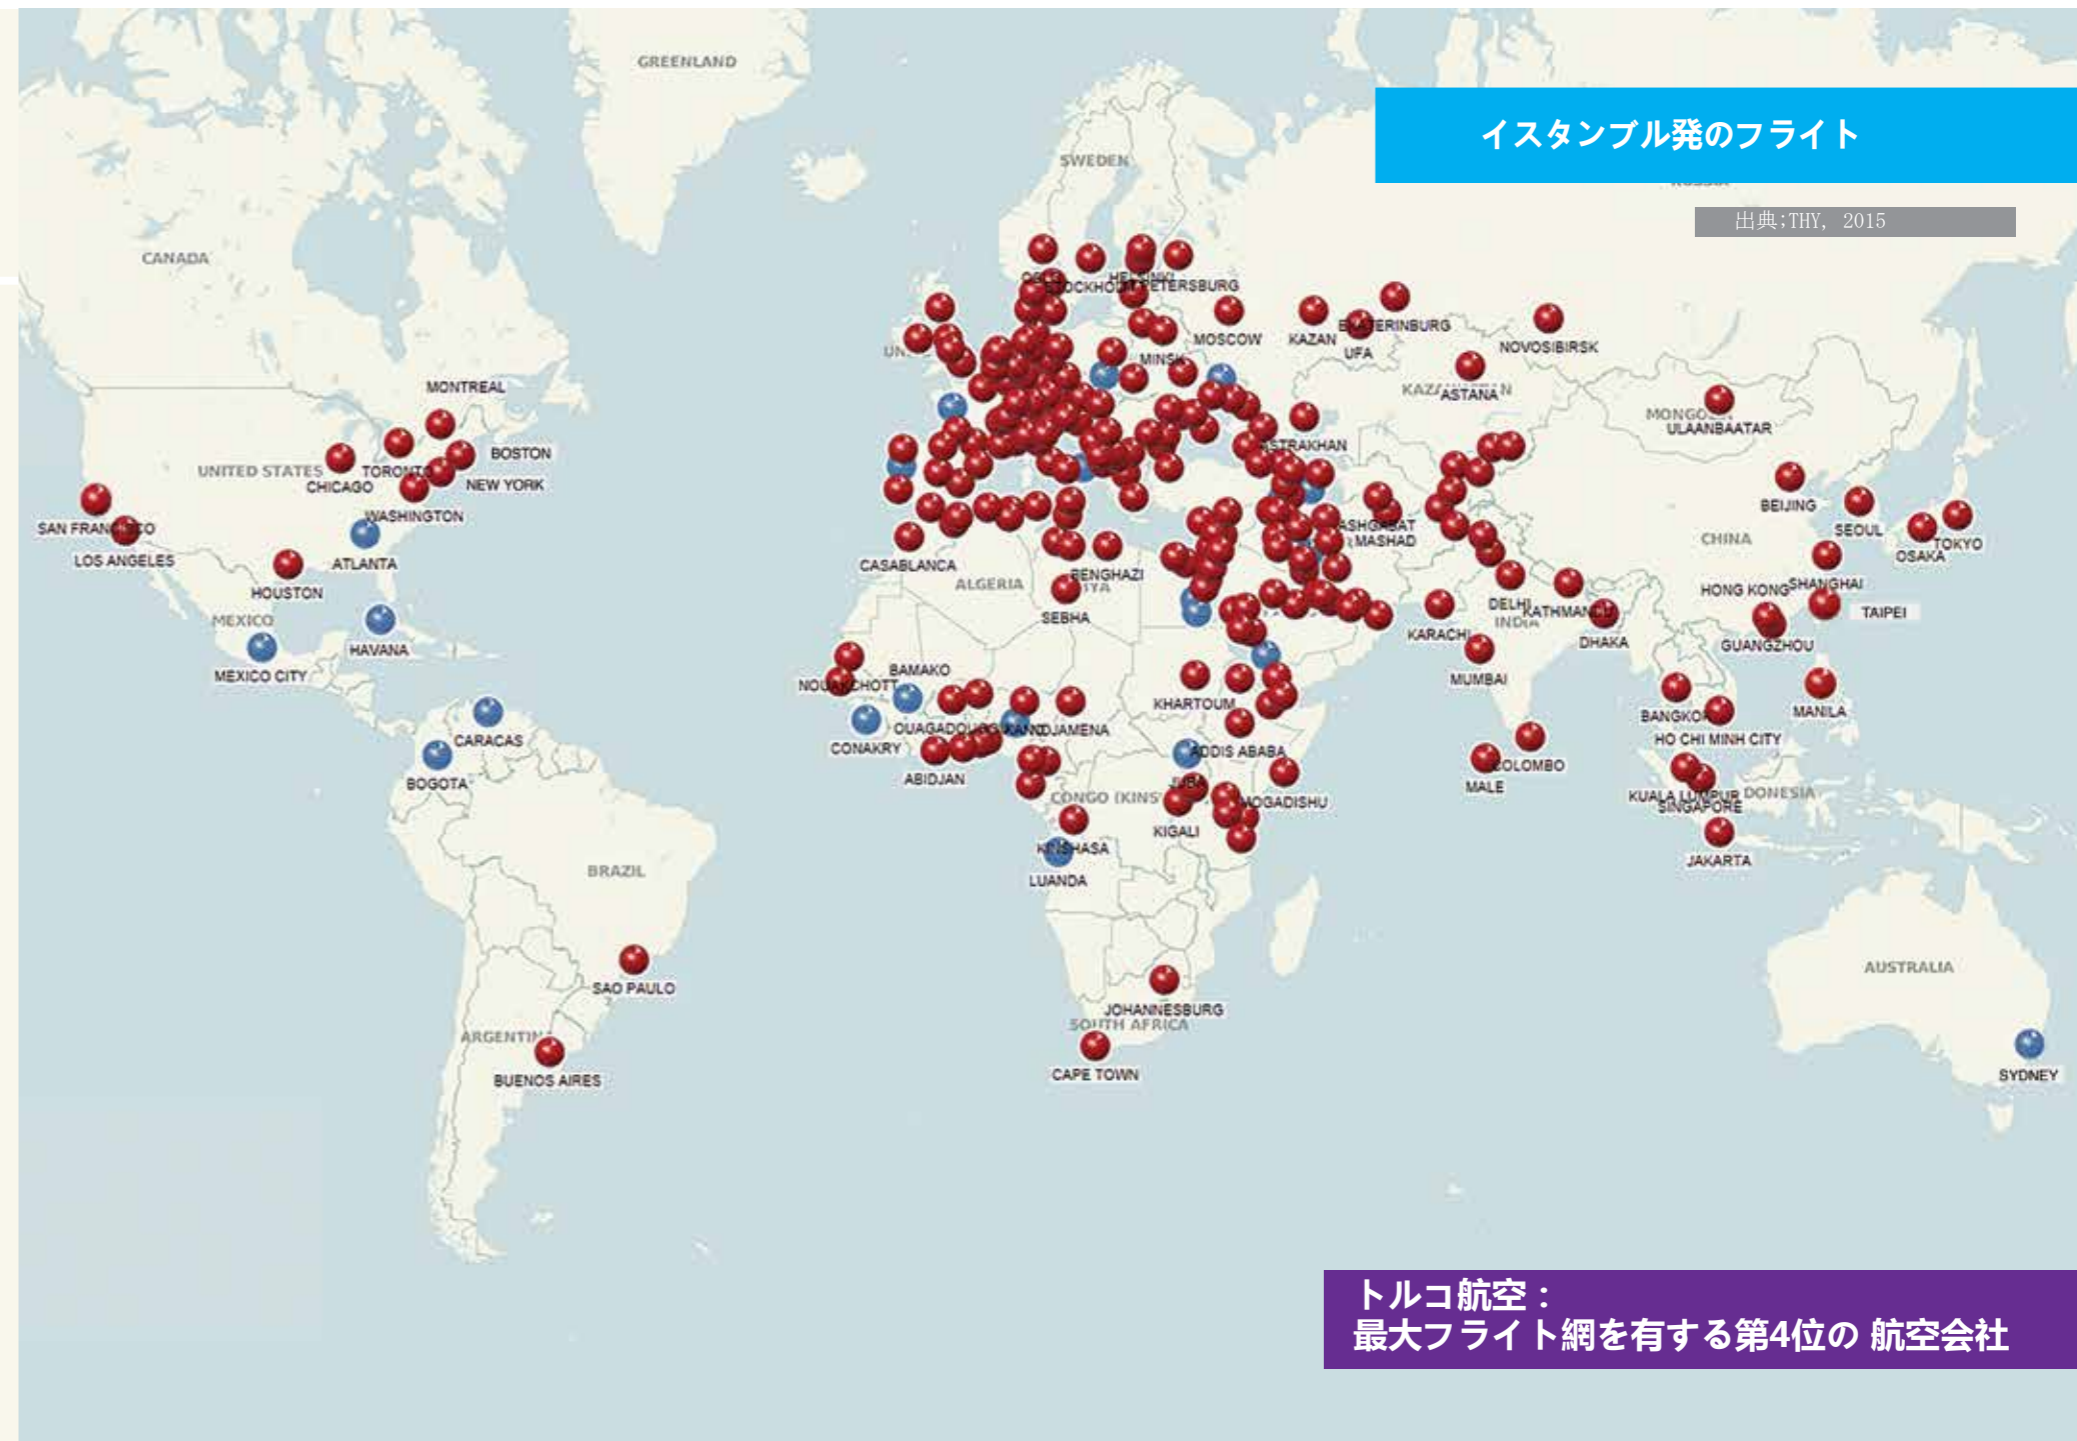 GREENLAND
イスタンブル発のフライト
SWEDEN
出典;THY, 2015
CANADA
HELSINKI
STOCKHOLM
PETERSBURG
MOSCOW
KAZAN
EKATERINBURG
UFA
NOVOSIBIRSK
MINSK
ASTANA
MONTREAL
ULAANBAATAR
ASTRAKHAN
BOSTON
UNITED STATES
TORONTO
CHICAGO
NEW YORK
WASHINGTON
BEIJING
SAN FRANCISCO
LOS ANGELES
ATLANTA
HOUSTON
ASHGABAT
MASHAD
SEOUL
TOKYO
OSAKA
CHINA
CASABLANCA
ALGERIA
BENGHAZI
SEBHA
HONG KONG
SHANGHAI
TAIPEI
DELHI
KATHMANDU
INDIA
KARACHI
DHAKA
GUANGZHOU
MEXICO
HAVANA
MEXICO CITY
BAMAKO
NOUAKCHOTT
MUMBAI
KHARTOUM
BANGKOK
MANILA
HO CHI MINH CITY
CARACAS
CONAKRY
OUAGADOUGOU
KANO
NDJAMENA
ADDIS ABABA
BOGOTA
ABIDJAN
COLOMBO
MALE
JUBA
MOGADISHU
KUALA LUMPUR
SINGAPORE
KIGALI
KINSHASA
JAKARTA
LUANDA
BRAZIL
AUSTRALIA
SAO PAULO
JOHANNESBURG
SOUTH AFRICA
ARGENTINA
CAPE TOWN
BUENOS AIRES
SYDNEY
トルコ航空：
最大フライト網を有する第4位の 航空会社